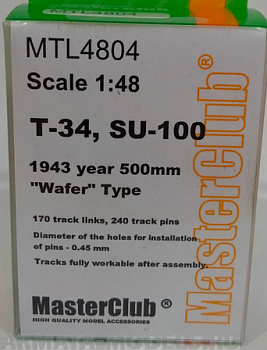 MTL4804
MTL4804
Scale 1:48
T-34, SU-100
1943 year 500mm
"Wafer" Type
170 track links, 240 track pins
Diameter of the holes for installation
of pins - 0.45 mm
Tracks fully workable after assembly.
MasterClub®
HIGH QUALITY MODEL ACCESSORIES
MasterClub®